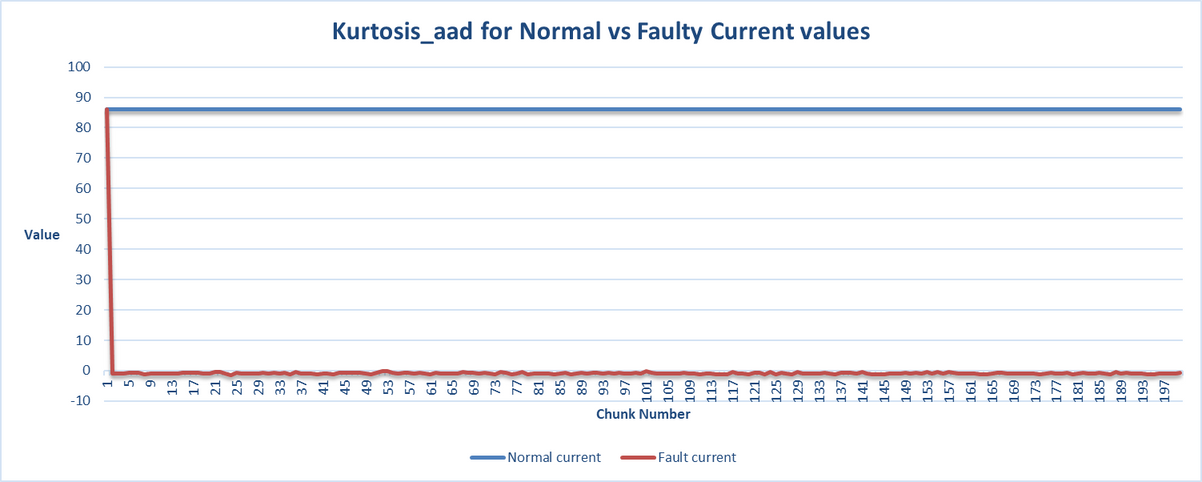 Kurtosis_aad for Normal vs Faulty Current values
100
90
80
70
60
50
Value
40
30
20
10
0
-10
1 5 9 13 17 21 25 29 33 37 41 45 49 53 57 61 65 69 73 77 81 85 89 93 97 101 105 109 113 117 121 125 129 133 137 141 145 149 153 157 161 165 169 173 177 181 185 189 193 197
Chunk Number
Normal current Fault current